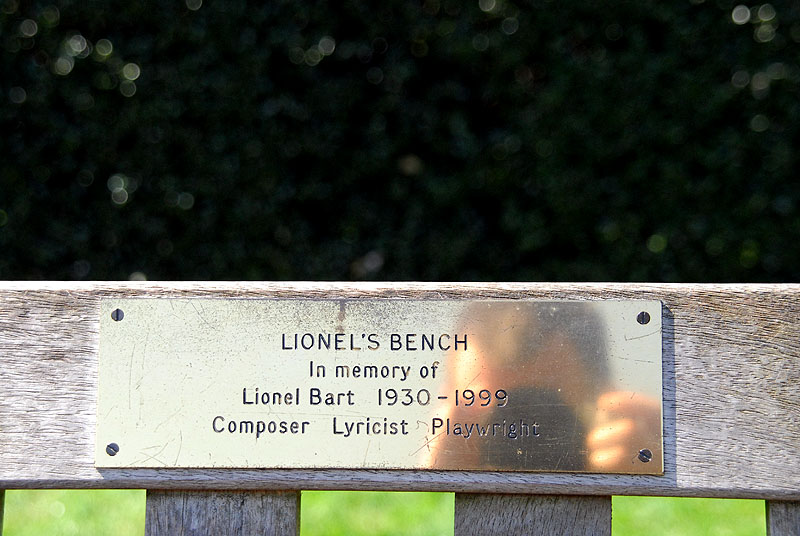 LIONEL'S BENCH
In memory of
Lionel Bart 1930-1999
Composer Lyricist Playwright